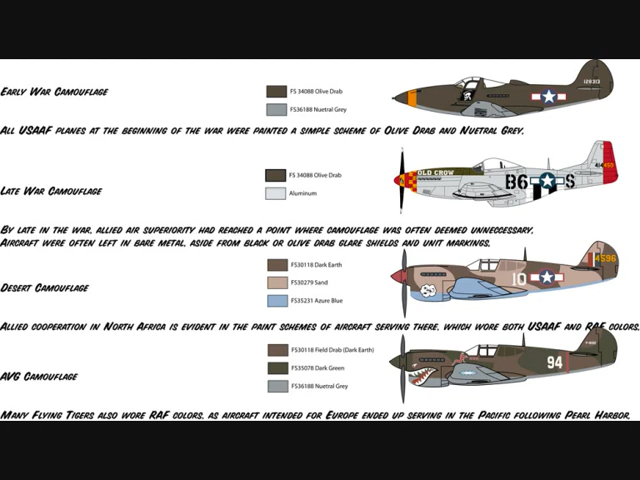 FS 34088 Olive Drab
128313
Early War Camouflage
FS36188 Nuetral Grey
All USAAF planes at the beginning of the war were painted a simple scheme of Olive Drab and Nuetral Grey.
FS 34088 Olive Drab
OLD CROW
Late War Camouflage
Aluminum
B6 S
By late in the war, allied air superiority had reached a point where camouflage was often deemed unneccessary.
Aircraft were often left in bare metal, aside from black or olive drab glare shields and unit markings.
FS30118 Dark Earth
4596
Desert Camouflage
FS30279 Sand
10
FS35231 Azure Blue
Allied cooperation in North Africa is evident in the paint schemes of aircraft serving there, which wore both USAAF and RAF colors.
FS30118 Field Drab (Dark Earth)
AVG Camouflage
FS35078 Dark Green
94
FS36188 Nuetral Grey
Many Flying Tigers also wore RAF colors, as aircraft intended for Europe ended up serving in the Pacific following Pearl Harbor.